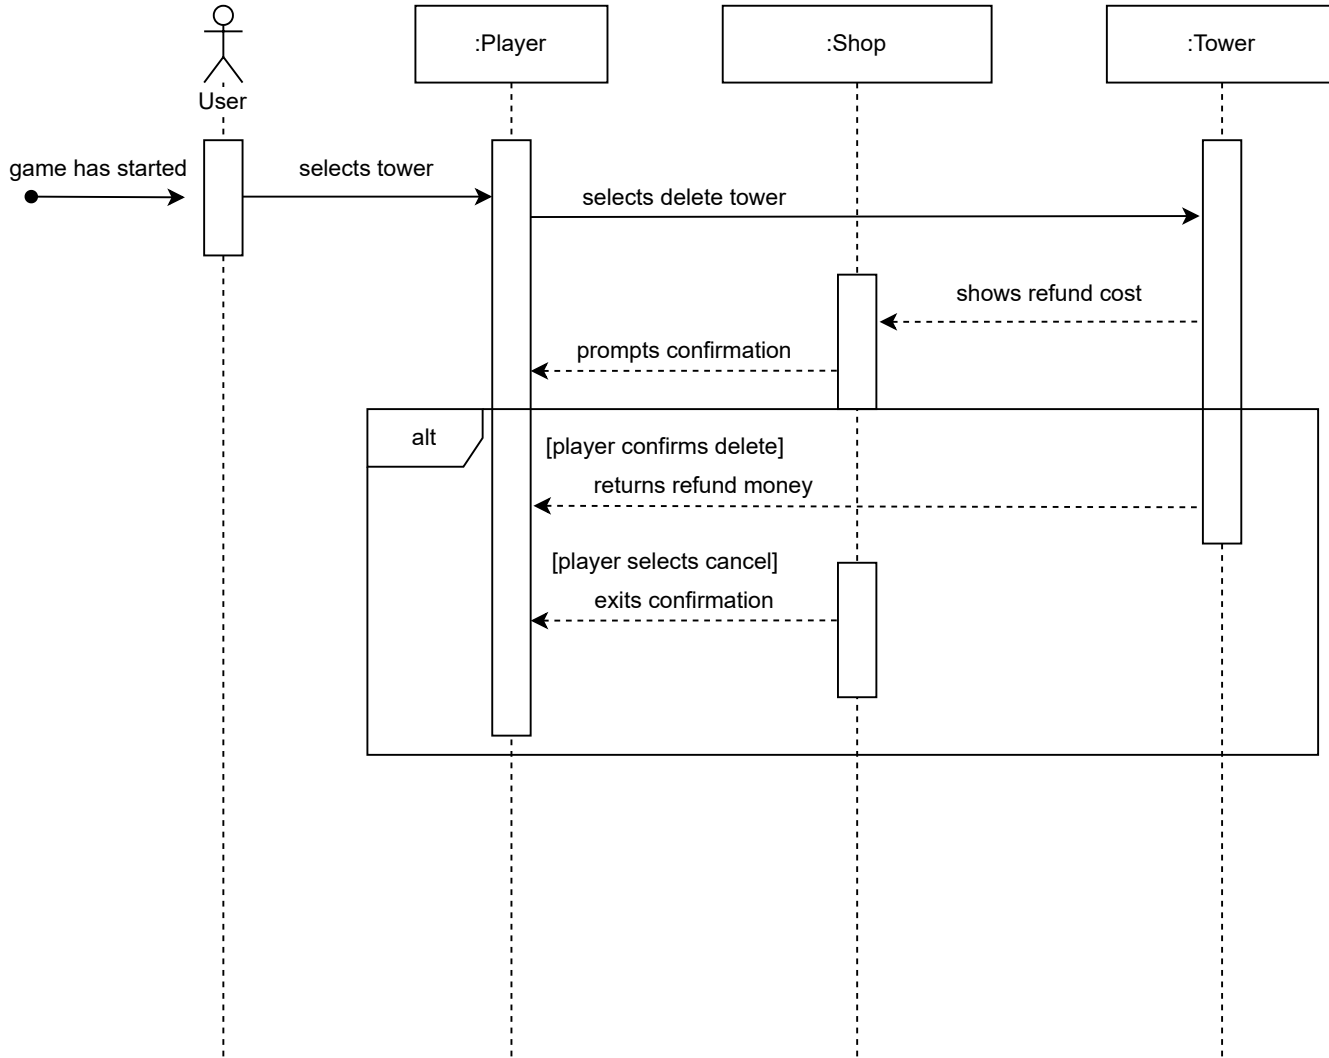 :Player
:Shop
:Tower
User
game has started
selects tower
selects delete tower
shows refund cost
prompts confirmation
alt
[player confirms delete]
returns refund money
[player selects cancel]
exits confirmation